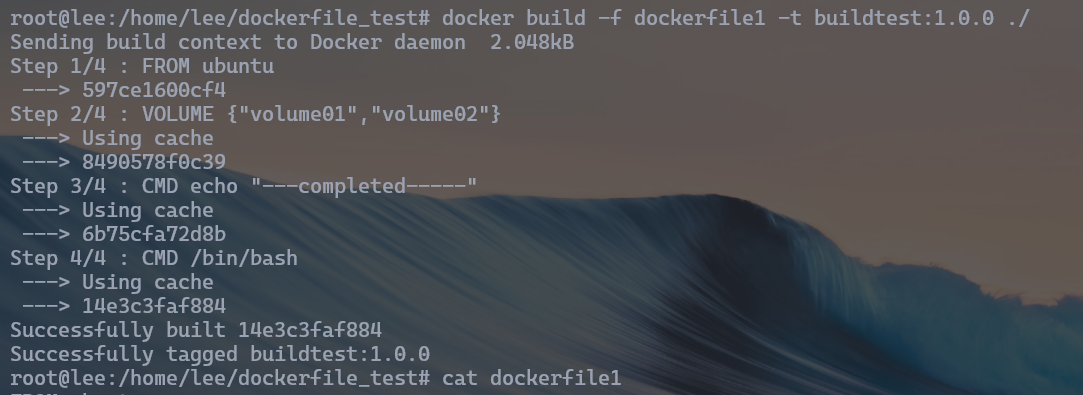 root@lee:/home/lee/dockerfile_test# docker build -f dockerfile1 -t buildtest:1.0.0 ./
Sending build context to Docker daemon  2.048kB
Step 1/4 : FROM ubuntu
 ---> 597ce1600cf4
Step 2/4 : VOLUME {"volume01","volume02"}
 ---> Using cache
 ---> 8490578f0c39
Step 3/4 : CMD echo "---completed-----"
 ---> Using cache
 ---> 6b75cfa72d8b
Step 4/4 : CMD /bin/bash
 ---> Using cache
 ---> 14e3c3faf884
Successfully built 14e3c3faf884
Successfully tagged buildtest:1.0.0
root@lee:/home/lee/dockerfile_test# cat dockerfile1